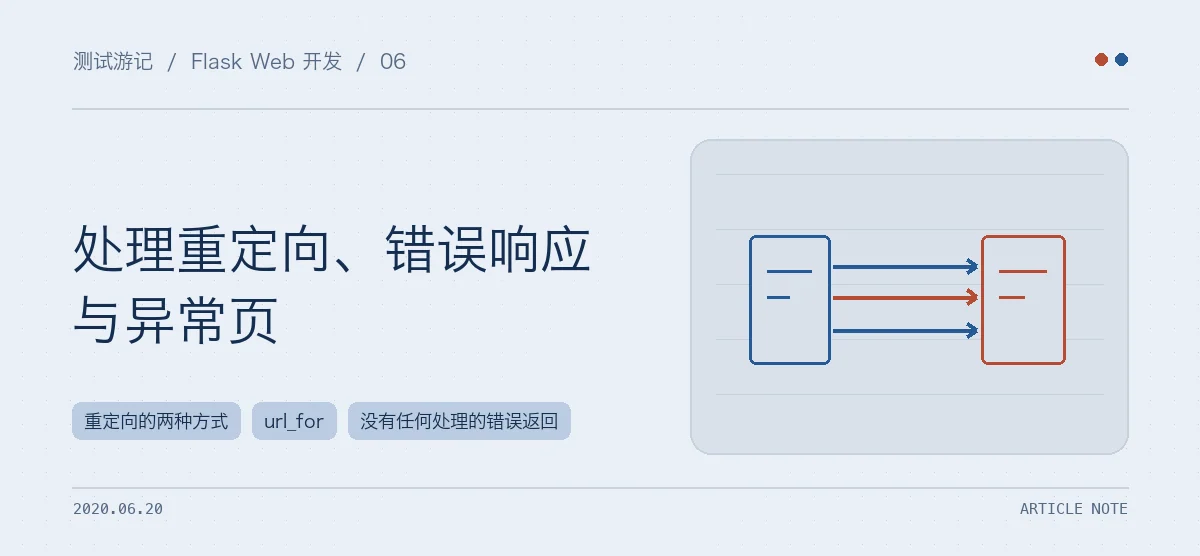 测试游记 / Flask Web 开发 / 06
处理重定向、错误响应
与异常页
重定向的两种方式 url_for 没有任何处理的错误返回
2020.06.20 ARTICLE NOTE